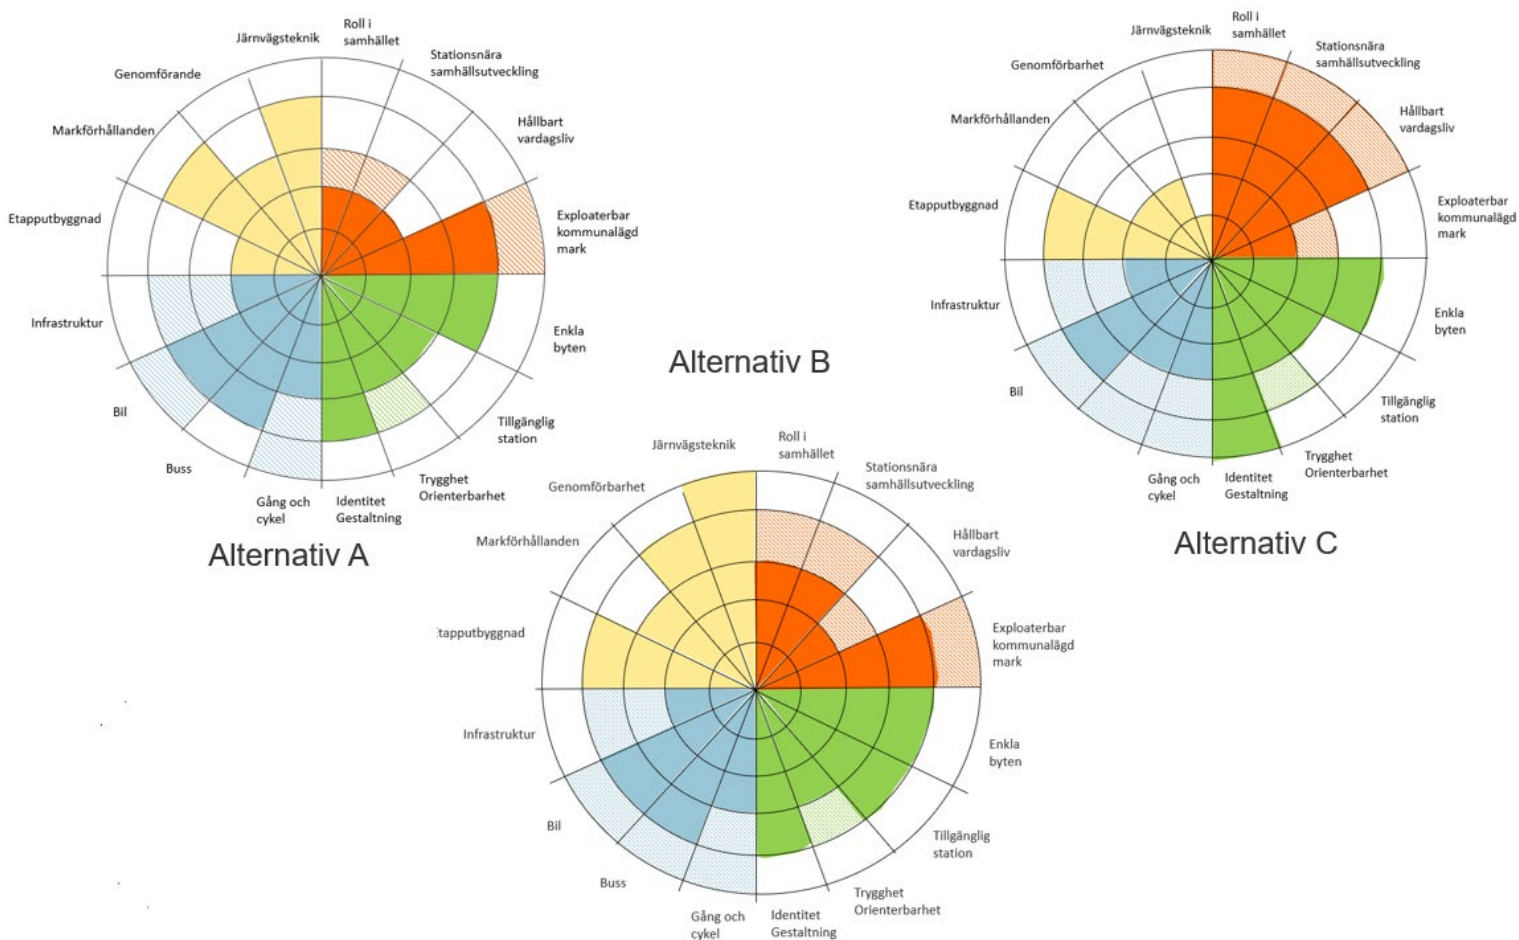 Järnvägsteknik
Roll i
samhället
Stationsnära
samhällsutveckling
Hållbart
vardagsliv
Exploaterbar
kommunalägd
mark
Enkla
byten
Tillgänglig
station
Trygghet
Orienterbarhet
Identitet
Gestaltning
Gång och
cykel
Buss
Bil
Infrastruktur
Etapputbyggnad
Markförhållanden
Genomförande
Alternativ A
Alternativ B
Järnvägsteknik
Roll i
samhället
Stationsnära
samhällsutveckling
Hållbart
vardagsliv
Exploaterbar
kommunalägd
mark
Enkla
byten
Tillgänglig
station
Trygghet
Orienterbarhet
Identitet
Gestaltning
Gång och
cykel
Buss
Bil
Infrastruktur
tapputbyggnad
Markförhållanden
Genomförbarhet
Järnvägsteknik
Roll i
samhället
Stationsnära
samhällsutveckling
Hållbart
vardagsliv
Exploaterbar
kommunalägd
mark
Enkla
byten
Tillgänglig
station
Trygghet
Orienterbarhet
Identitet
Gestaltning
Gång och
cykel
Bil
Infrastruktur
Etapputbyggnad
Markförhållanden
Genomförbarhet
Alternativ C